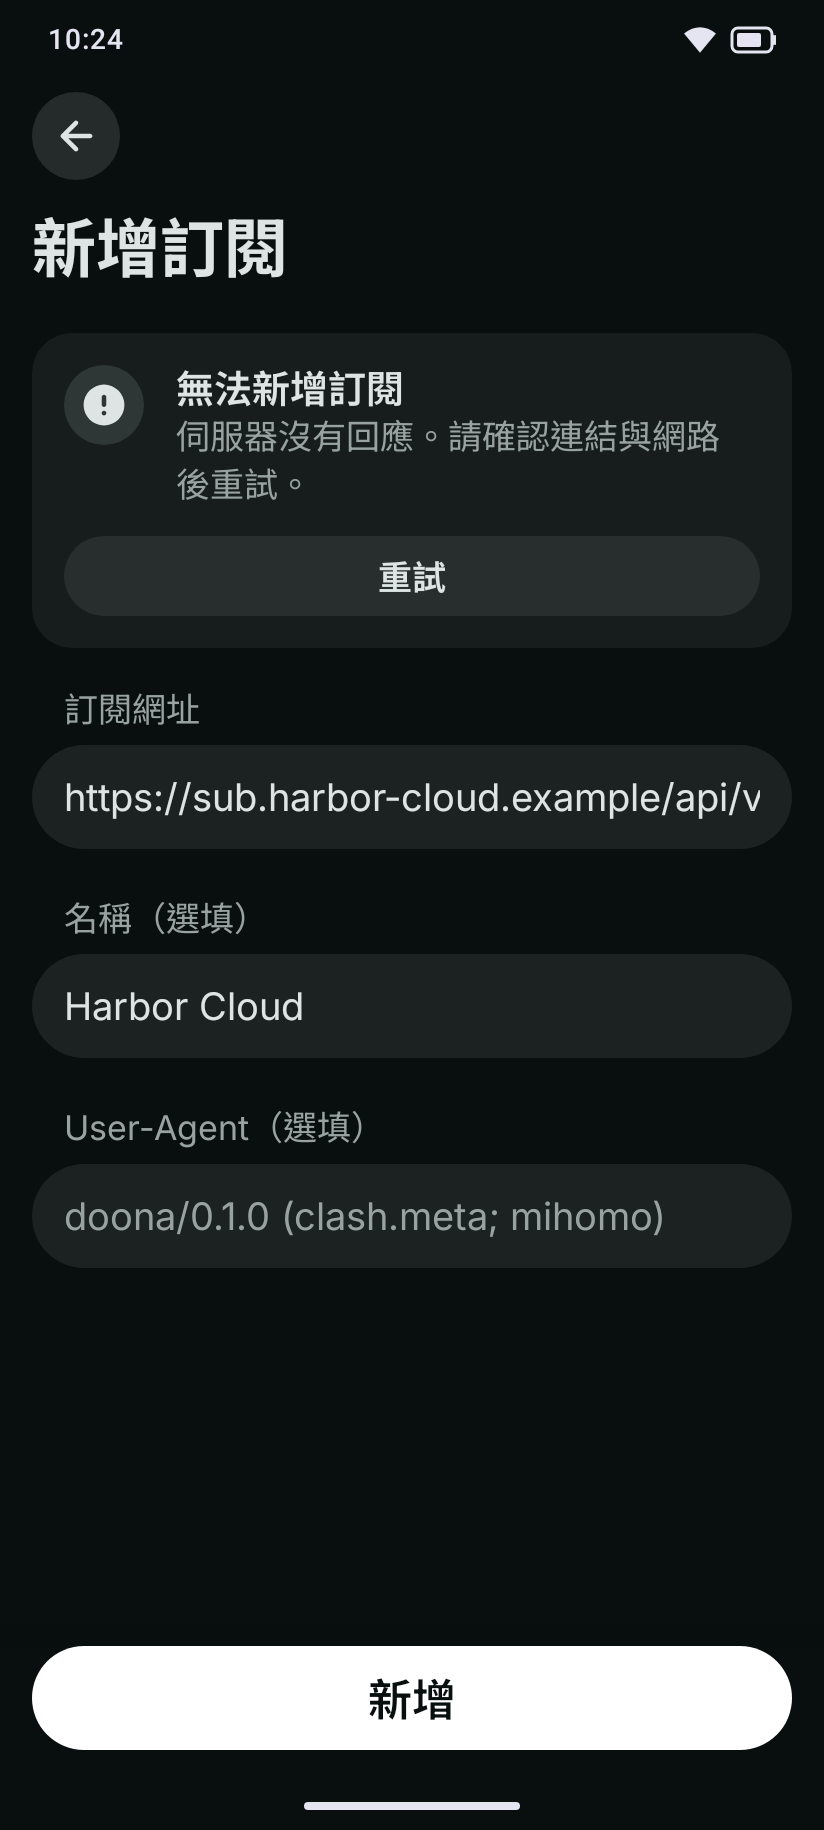 10:24
新增訂閱
無法新增訂閱
伺服器沒有回應。請確認連結與網路
後重試。
重試
訂閱網址
https://sub.harbor-cloud.example/api/v
名稱（選填）
Harbor Cloud
User-Agent（選填）
doona/0.1.0 (clash.meta; mihomo)
新增